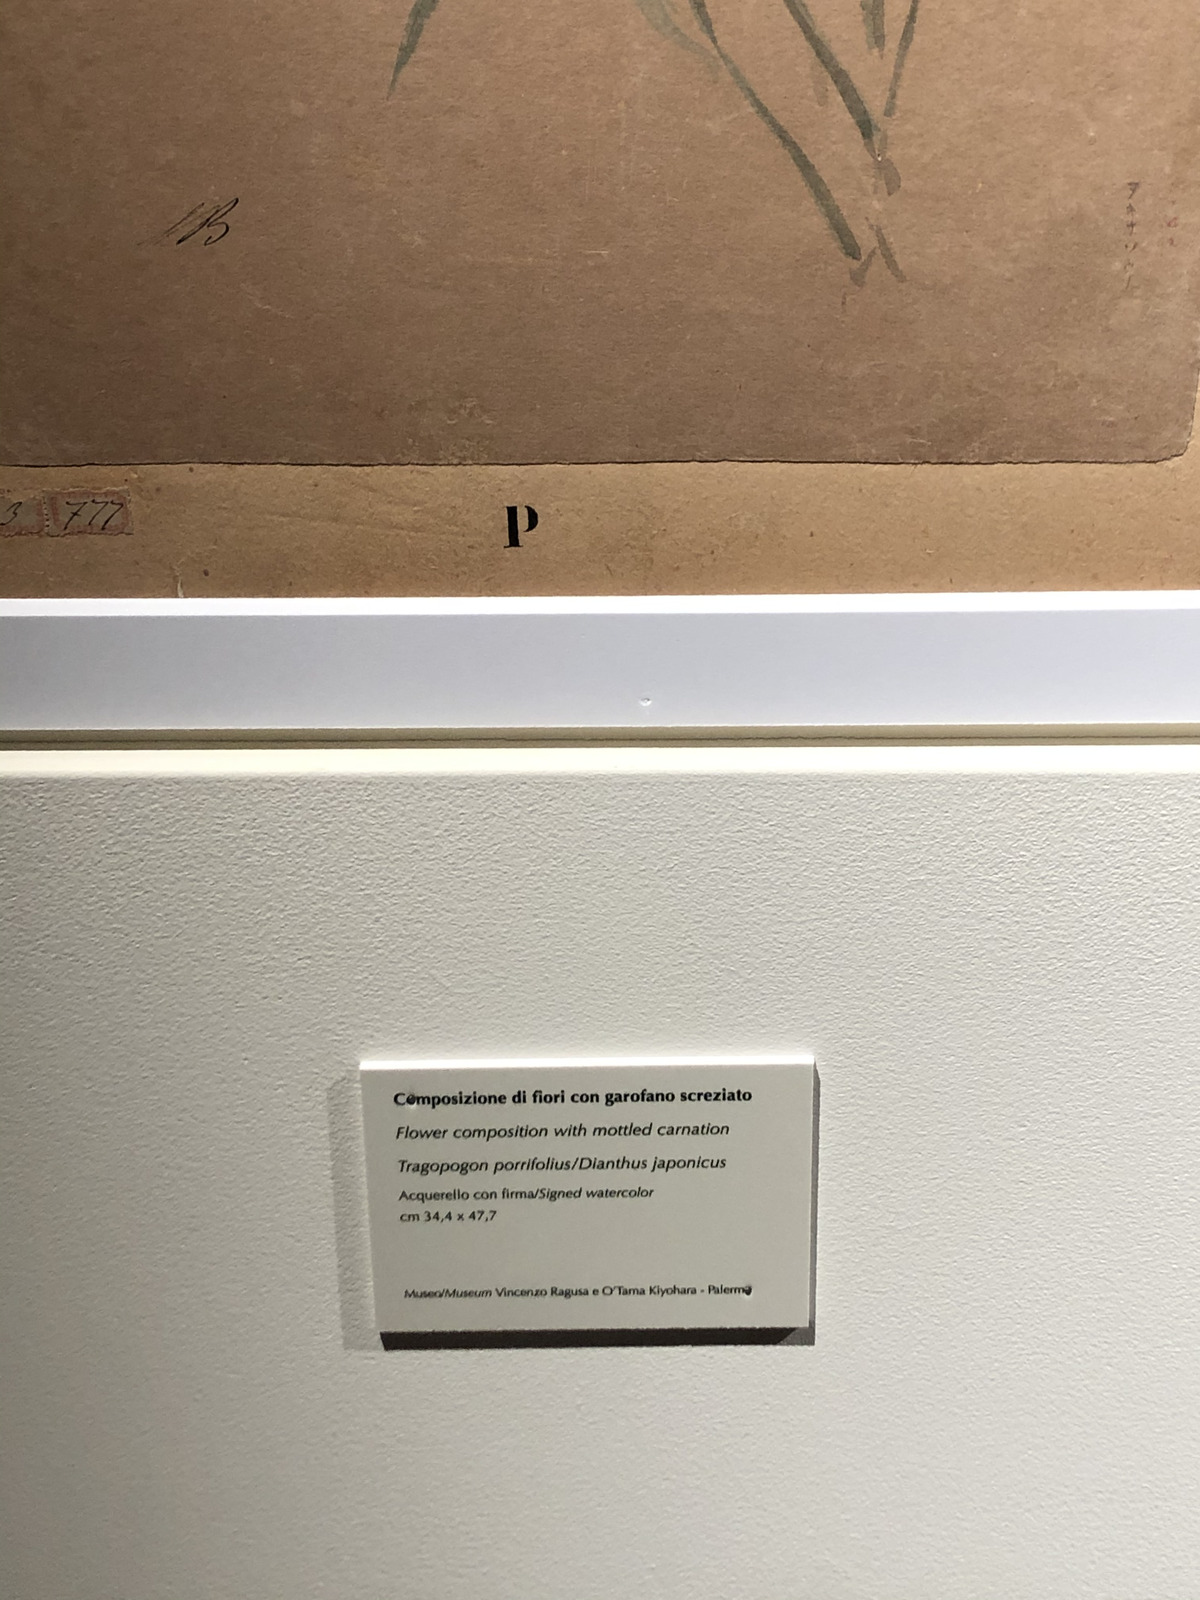 B
3 777
P
Composizione di fiori con garofano screziato
Flower composition with mottled carnation
Tragopogon porrifolius/Dianthus japonicus
Acquerello con firma/Signed watercolor
cm 34,4 x 47,7
Museo/Museum Vincenzo Ragusa e O'Tama Kiyohara - Palermo